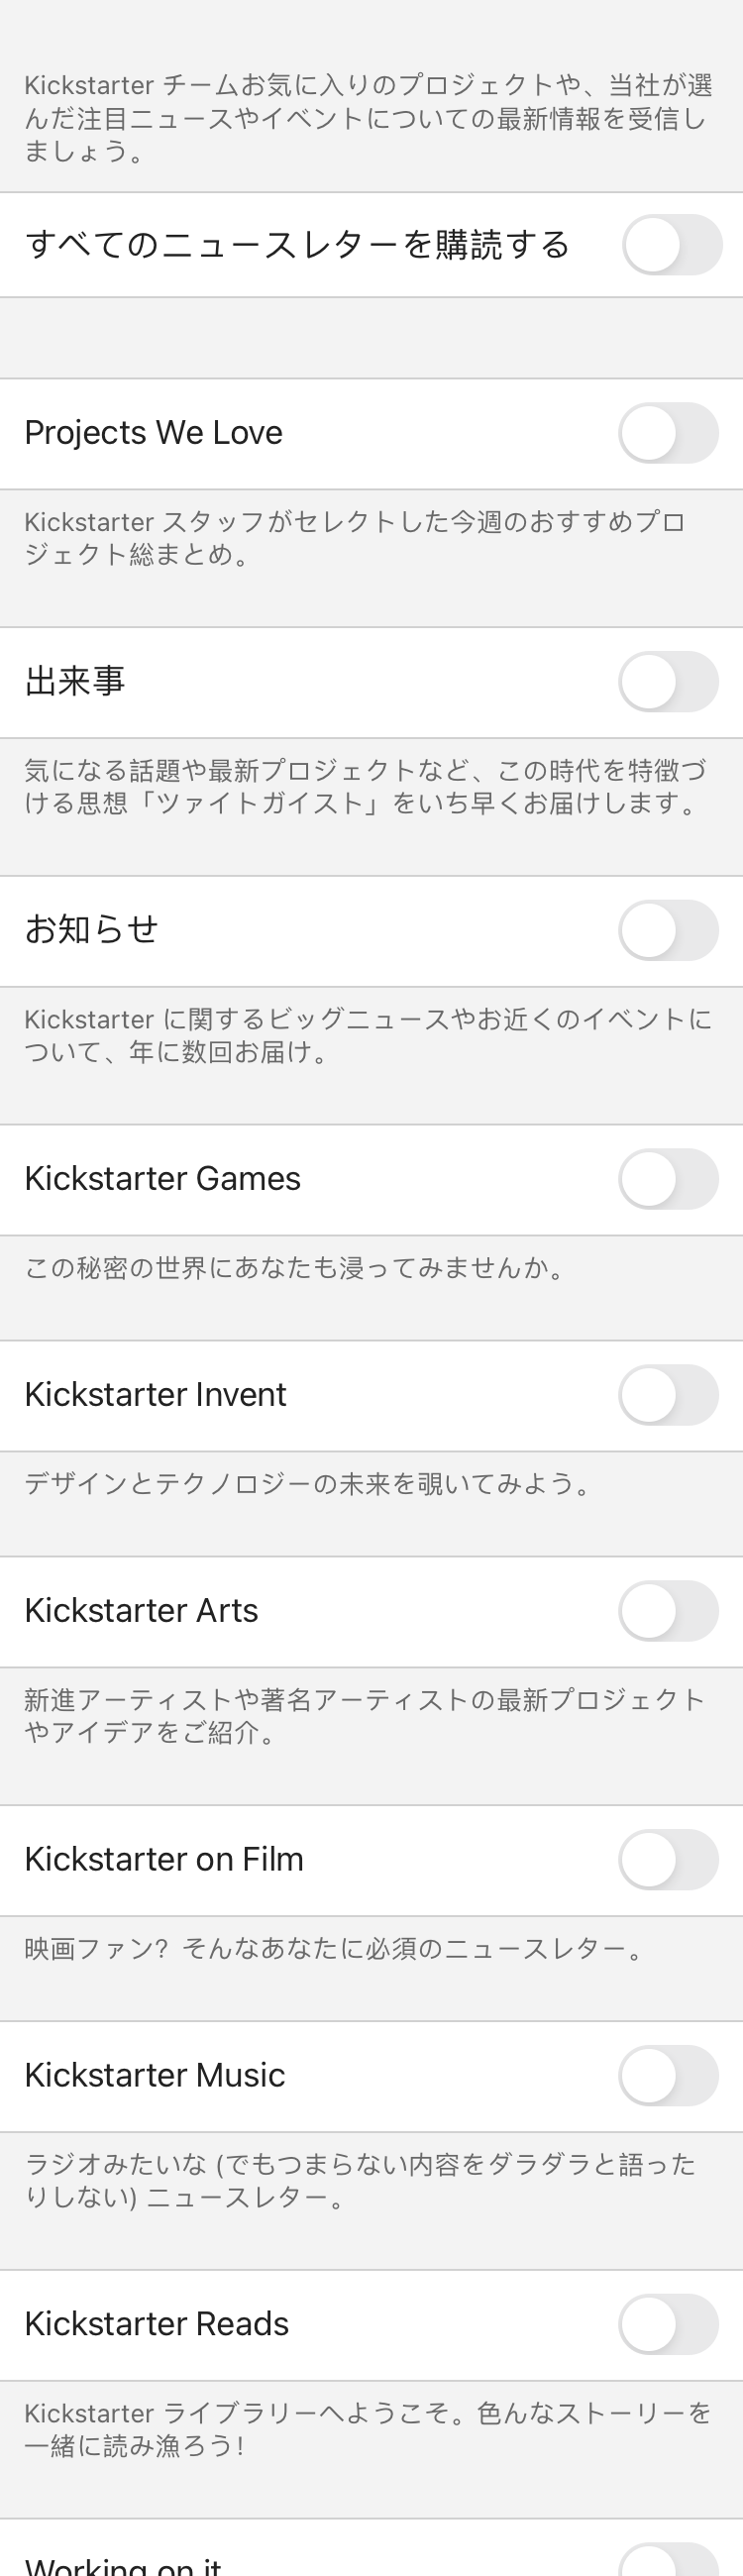 Kickstarter チームお気に入りのプロジェクトや、当社が選
んだ注目ニュースやイベントについての最新情報を受信し
ましょう。
すべてのニュースレターを購読する
Projects We Love
Kickstarter スタッフがセレクトした今週のおすすめプロ
ジェクト総まとめ。
出来事
気になる話題や最新プロジェクトなど、この時代を特徴づ
ける思想「ツァイトガイスト」をいち早くお届けします。
お知らせ
Kickstarter に関するビッグニュースやお近くのイベントに
ついて、年に数回お届け。
Kickstarter Games
この秘密の世界にあなたも浸ってみませんか。
Kickstarter Invent
デザインとテクノロジーの未来を覗いてみよう。
Kickstarter Arts
新進アーティストや著名アーティストの最新プロジェクト
やアイデアをご紹介。
Kickstarter on Film
映画ファン? そんなあなたに必須のニュースレター。
Kickstarter Music
ラジオみたいな (でもつまらない内容をダラダラと語った
りしない) ニュースレター。
Kickstarter Reads
Kickstarter ライブラリーへようこそ。色んなストーリーを
一緒に読み漁ろう!
Working on it